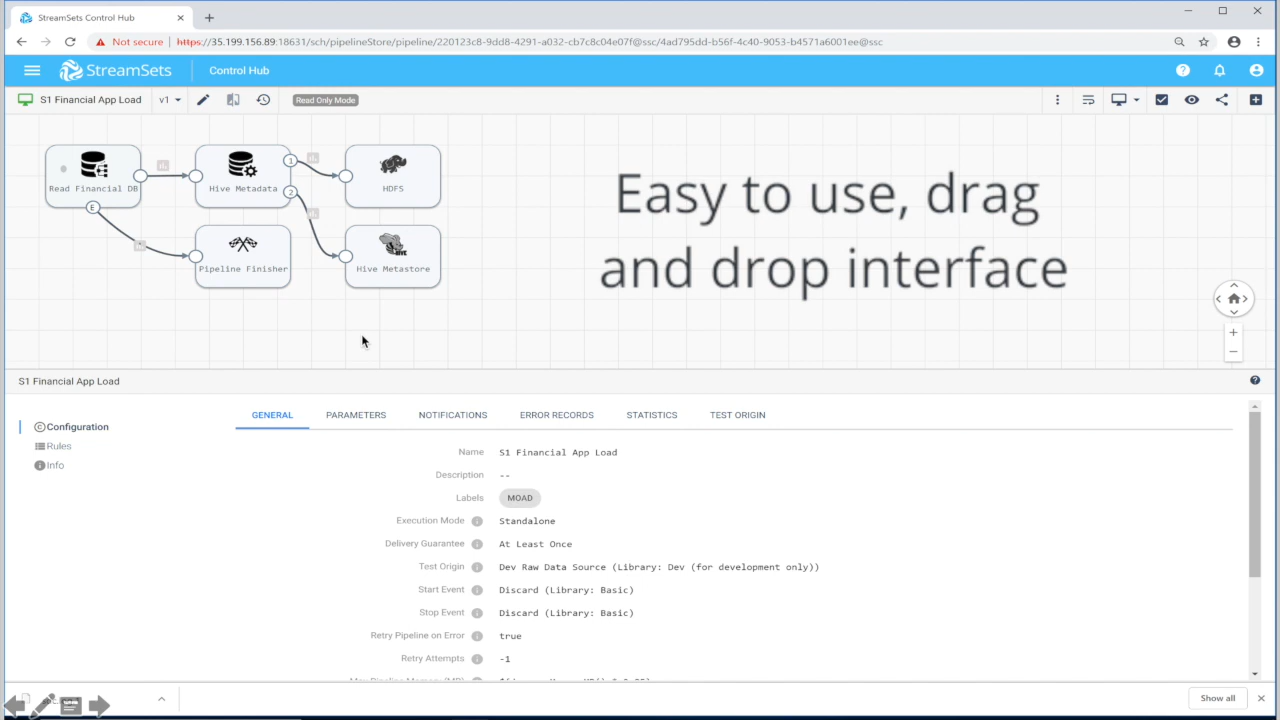 StreamSets Control Hub
Not secure
https://35.199.156.89:18631/sch/pipelineStore/pipeline/220123c8-9dd8-4291-a032-cb7c8c04e07f@ssc/4ad795dd-b56f-4c40-9053-b4571a6001ee@ssc
StreamSets
Control Hub
S1 Financial App Load
v1
Read Only Mode
Read Financial DB
Hive Metadata
1
2
HDFS
E
Pipeline Finisher
HIVE
Hive Metastore
Easy to use, drag
and drop interface
S1 Financial App Load
Configuration
Rules
Info
GENERAL PARAMETERS NOTIFICATIONS ERROR RECORDS STATISTICS TEST ORIGIN
Name S1 Financial App Load
Description --
Labels MOAD
Execution Mode Standalone
Delivery Guarantee At Least Once
Test Origin Dev Raw Data Source (Library: Dev (for development only))
Start Event Discard (Library: Basic)
Stop Event Discard (Library: Basic)
Retry Pipeline on Error true
Retry Attempts -1
Show all